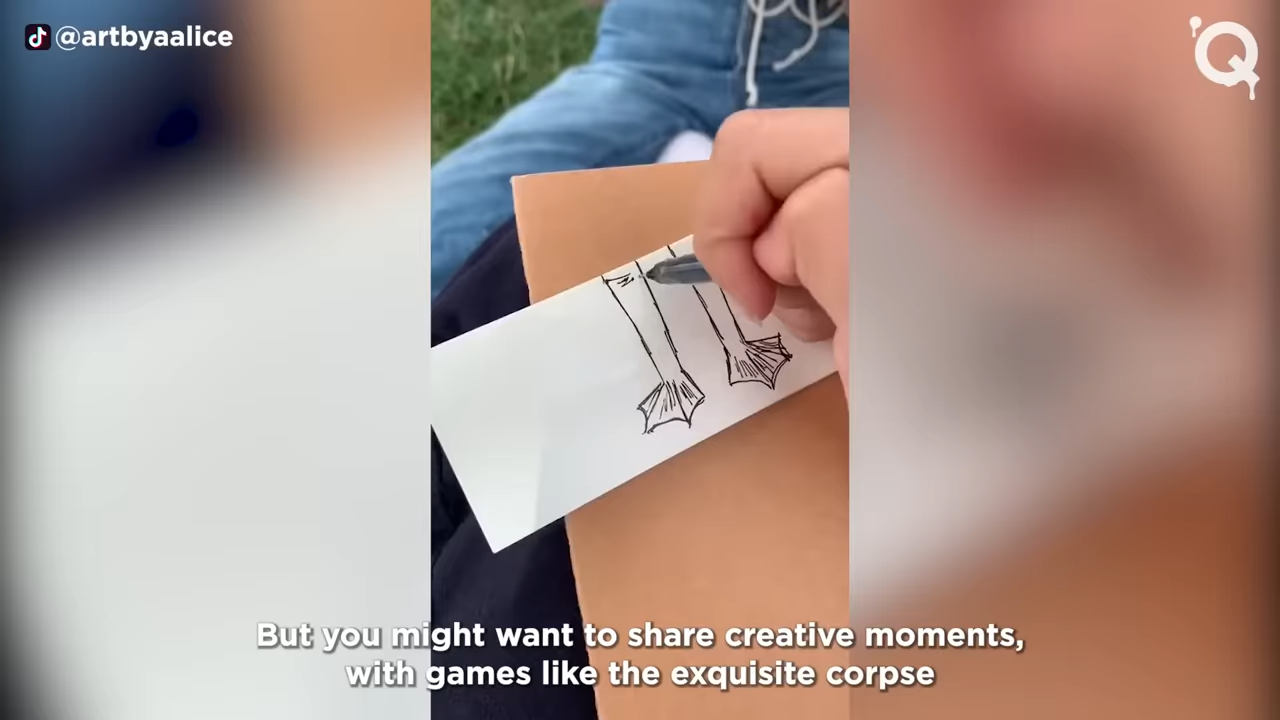 @artbyaalice
Q
But you might want to share creative moments,
with games like the exquisite corpse